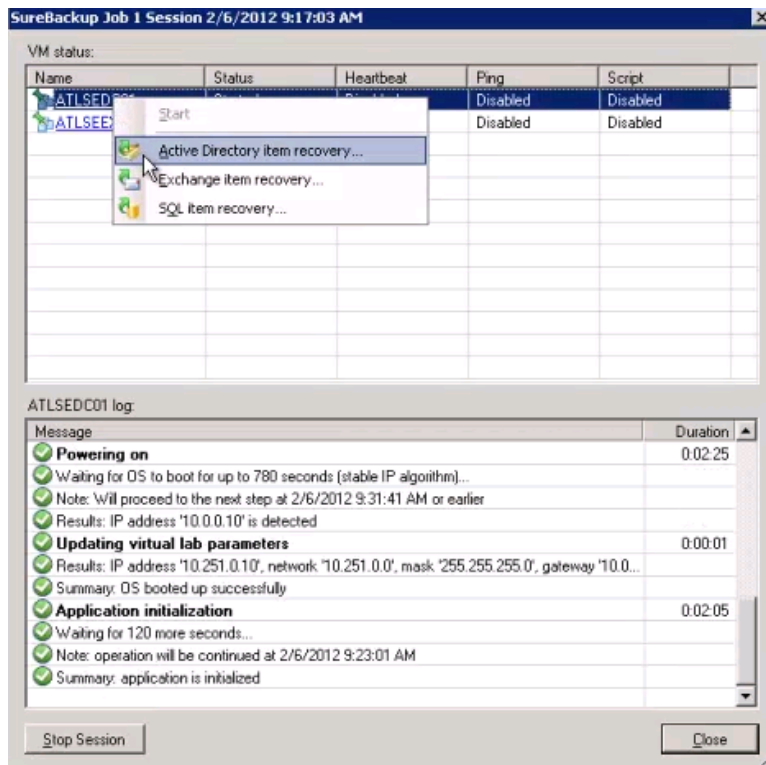 SureBackup Job 1 Session 2/6/2012 9:17:03 AM
VM status:
Name Status Heartbeat Ping Script
Disabled Disabled
ATLSEE Disabled Disabled
Start
Active Directory item recovery...
Exchange item recovery...
SQL item recovery...
ATLSEDC01 log:
Message Duration
Powering on 0:02:25
Waiting for OS to boot for up to 780 seconds (stable IP algorithm)...
Note: Will proceed to the next step at 2/6/2012 9:31:41 AM or earlier
Results: IP address '10.0.0.10' is detected
Updating virtual lab parameters 0:00:01
Results: IP address '10.251.0.10', network '10.251.0.0', mask '255.255.255.0', gateway '10.0...
Summary: OS booted up successfully
Application initialization 0:02:05
Waiting for 120 more seconds...
Note: operation will be continued at 2/6/2012 9:23:01 AM
Summary: application is initialized
Stop Session Close